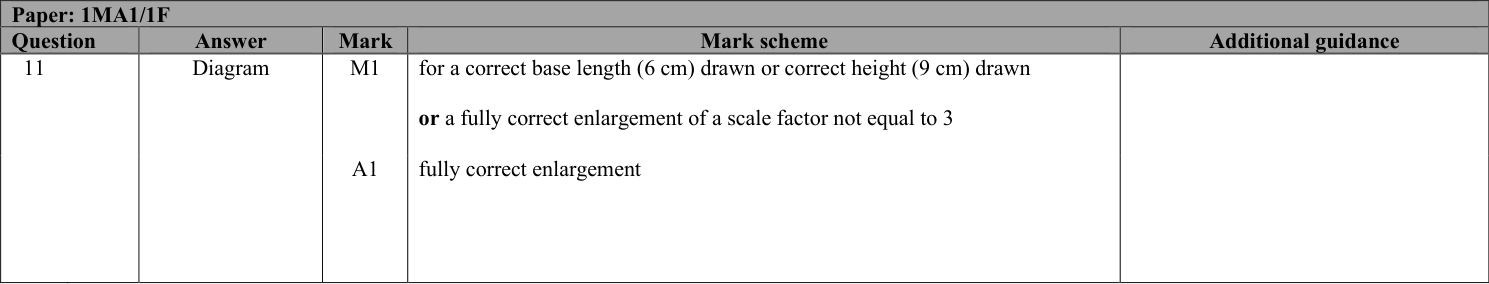 Paper: 1MA1/1F
Question Answer Mark Mark scheme Additional guidance
11 Diagram M1 for a correct base length (6 cm) drawn or correct height (9 cm) drawn
or a fully correct enlargement of a scale factor not equal to 3
A1 fully correct enlargement